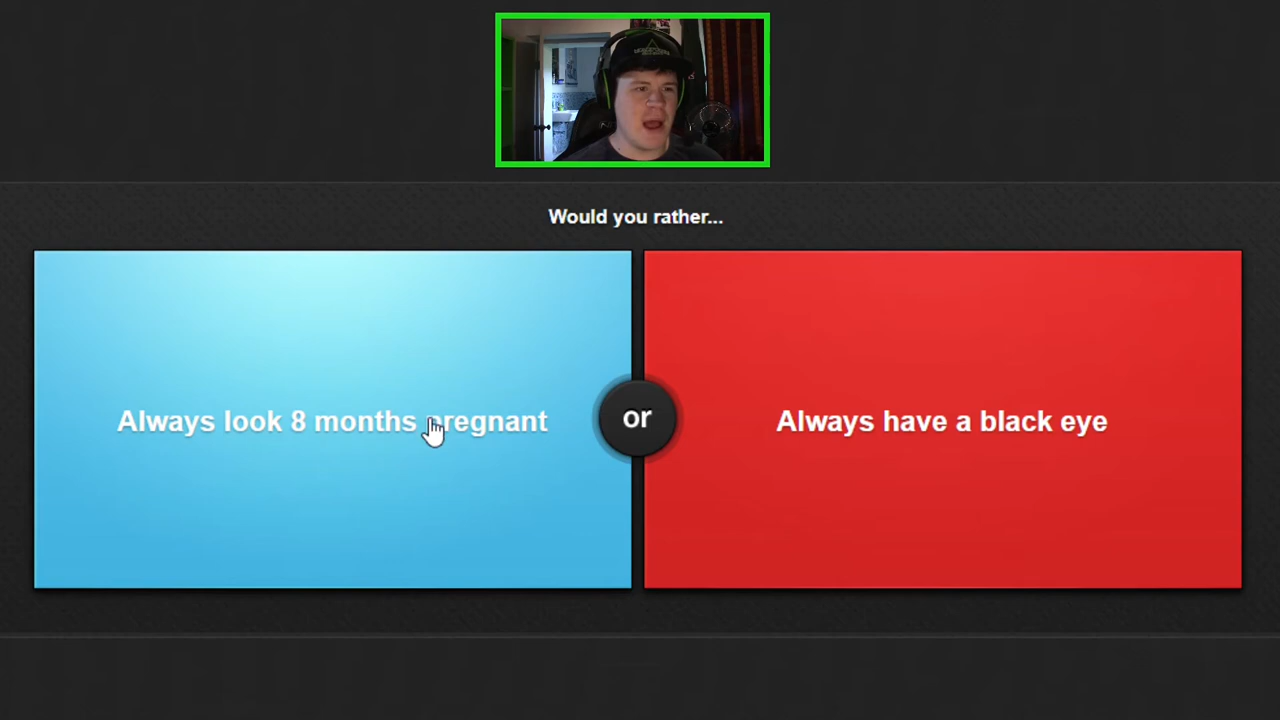 Would you rather...
Always look 8 months pregnant
or
Always have a black eye